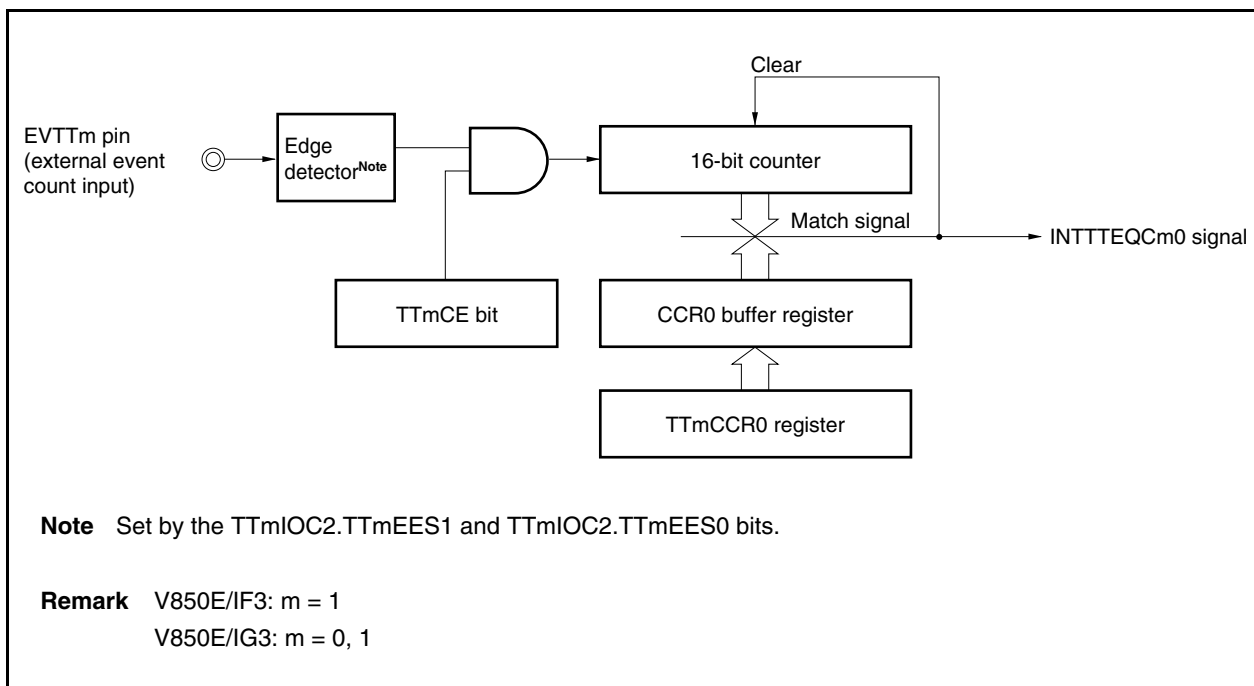 Clear
EVTTm pin
(external event
count input)
Edge
detectorNote
16-bit counter
Match signal
INTTTEQCm0 signal
TTmCE bit
CCR0 buffer register
TTmCCR0 register
Note Set by the TTmIOC2.TTmEES1 and TTmIOC2.TTmEES0 bits.
Remark V850E/IF3: m = 1
V850E/IG3: m = 0, 1